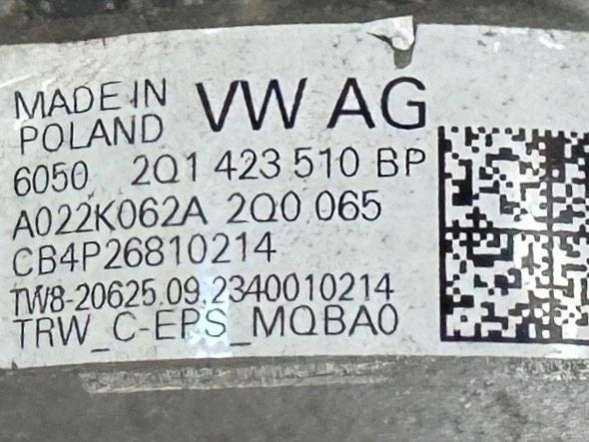 MADE IN POLAND VW AG
6050 2Q1 423 510 BP
A022K062A 2Q0 065
CB4P26810214
TW8-20625.09.2340010214
TRW_C-EPS_MQBA0